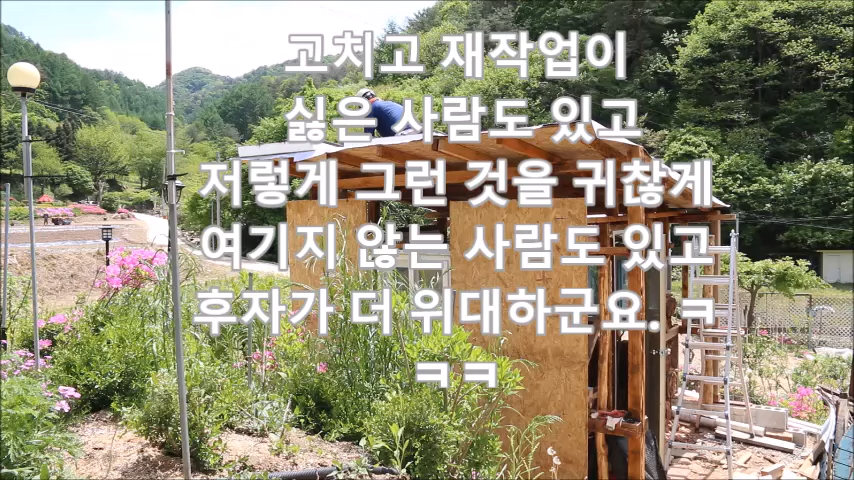 고치고 재작업이
싫은 사람도 있고
저렇게 그런 것을 귀찮게
여기지 않는 사람도 있고
후자가 더 위대하군요. ㅋ
ㅋㅋ